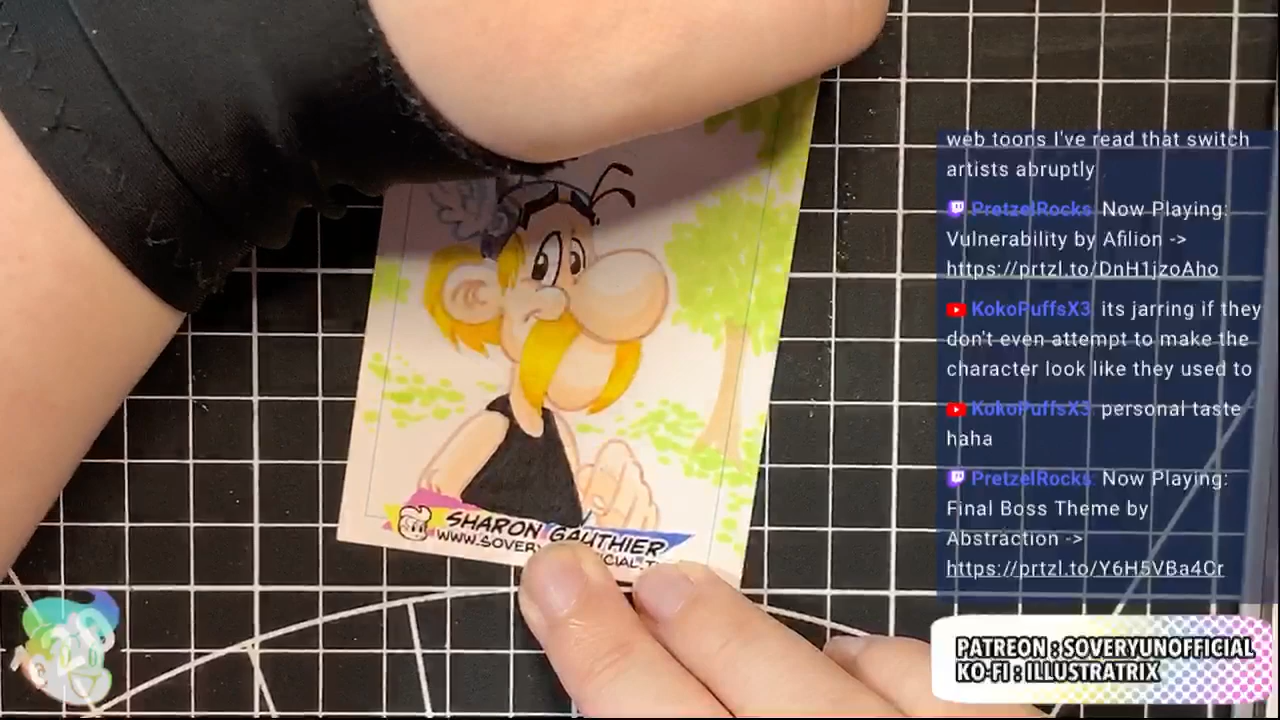 web toons I've read that switch
artists abruptly
PretzelRocks Now Playing:
Vulnerability by Afilion ->
https://prtzl.to/DnH1jzoAho
KokoPuffsX3 its jarring if they
don't even attempt to make the
character look like they used to
KokoPuffsX3 personal taste
haha
PretzelRocks Now Playing:
Final Boss Theme by
Abstraction ->
https://prtzl.to/Y6H5VBa4Cr
SHARON GAUTHIER
PATREON : SOVERYUNOFFICIAL
KO-FI : ILLUSTRATRIX